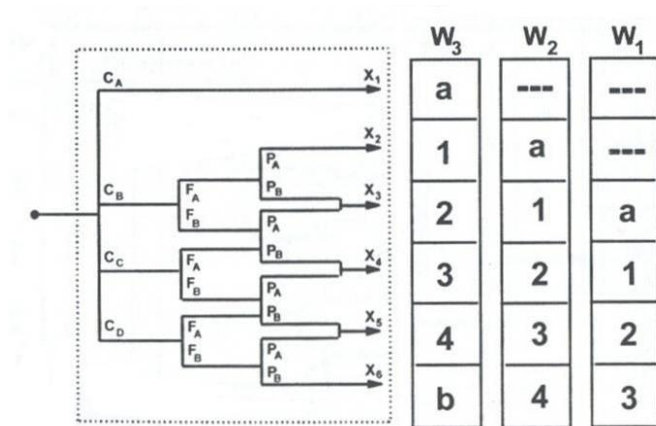 W3 W2 W1
CA X1 a --- ---
X2 1 a ---
PA
CB FA PB X3 2 1 a
FB PA
PB X4 3 2 1
CC FA
FB PA
PB X5 4 3 2
CD FA
FB PA
PB X6 b 4 3